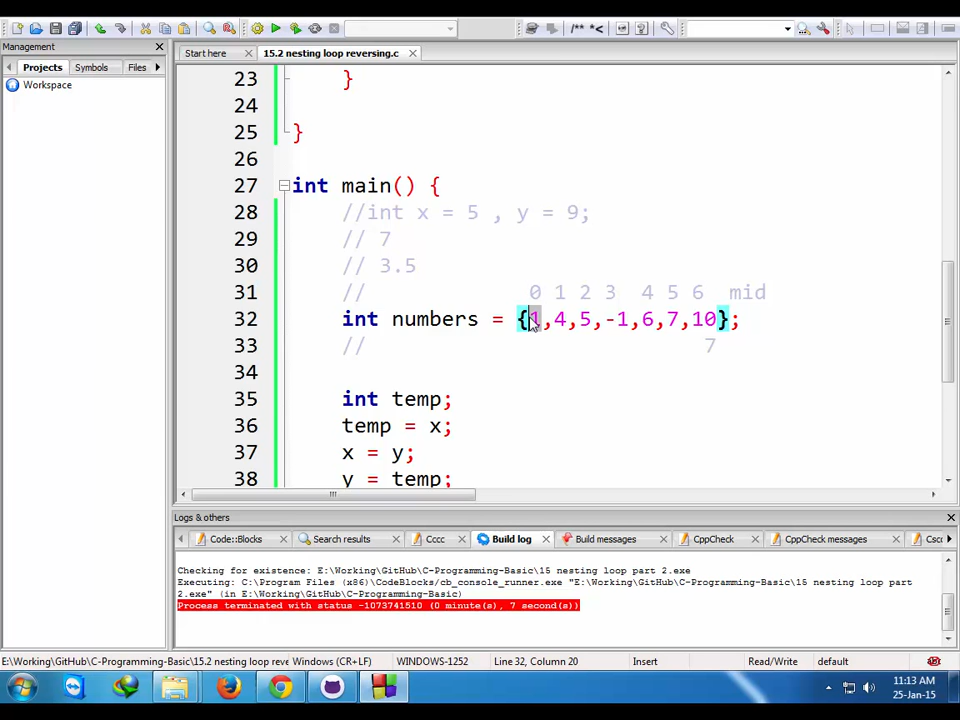 Management
Start here
15.2 nesting loop reversing.c
Projects
Symbols
Files
Workspace
23 }
24
25 }
26
27 int main() {
28 //int x = 5 , y = 9;
29 // 7
30 // 3.5
31 // 0 1 2 3 4 5 6 mid
32 int numbers = {1,4,5,-1,6,7,10};
33 // 7
34
35 int temp;
36 temp = x;
37 x = y;
38 y = temp;
Logs & others
Code::Blocks
Search results
Cccc
Build log
Build messages
CppCheck
CppCheck messages
Csco
Checking for existence: E:\Working\GitHub\C-Programming-Basic\15 nesting loop part 2.exe
Executing: C:\Program Files (x86)\CodeBlocks/cb_console_runner.exe "E:\Working\GitHub\C-Programming-Basic\15 nesting loop part
2.exe" (in E:\Working\GitHub\C-Programming-Basic)
Process terminated with status -1073741510 (0 minute(s), 7 second(s))
E:\Working\GitHub\C-Programming-Basic\15.2 nesting loop reve
Windows (CR+LF)
WINDOWS-1252
Line 32, Column 20
Insert
Read/Write
default
11:13 AM
25-Jan-15